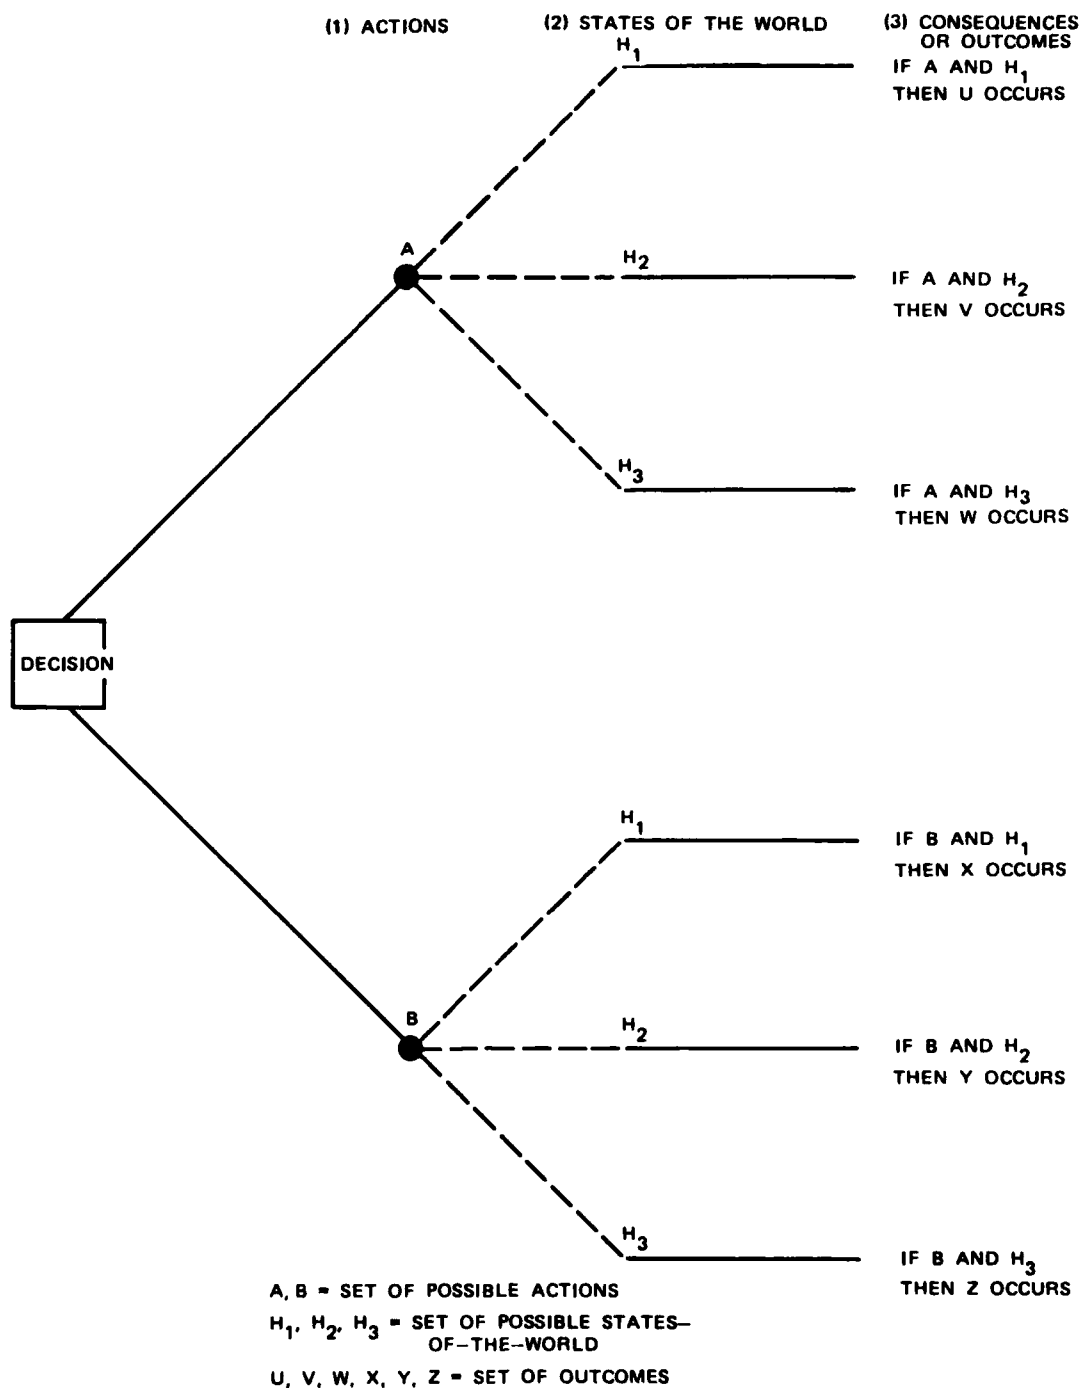 (1) ACTIONS
(2) STATES OF THE WORLD
(3) CONSEQUENCES
OR OUTCOMES
H1
IF A AND H1
THEN U OCCURS
A
H2
IF A AND H2
THEN V OCCURS
H3
IF A AND H3
THEN W OCCURS
DECISION
H1
IF B AND H1
THEN X OCCURS
B
H2
IF B AND H2
THEN Y OCCURS
H3
IF B AND H3
THEN Z OCCURS
A, B = SET OF POSSIBLE ACTIONS
H1, H2, H3 = SET OF POSSIBLE STATES-
OF-THE-WORLD
U, V, W, X, Y, Z = SET OF OUTCOMES